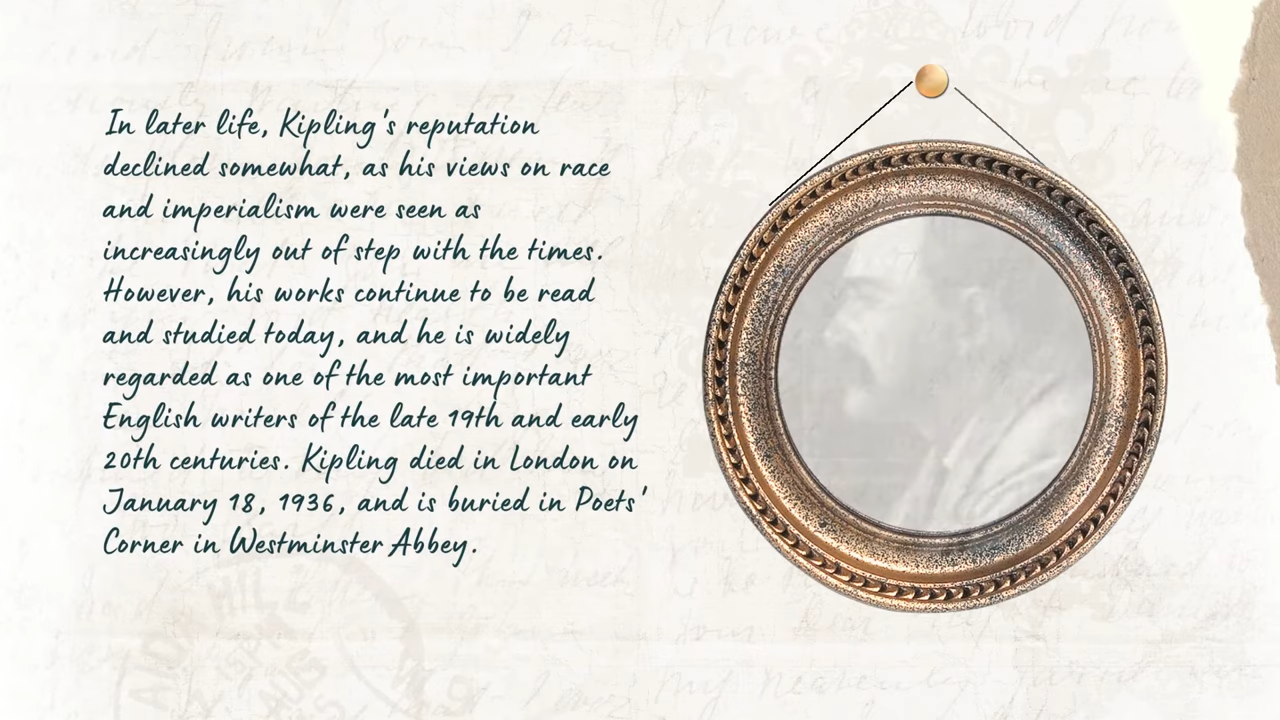 In later life, Kipling's reputation
declined somewhat, as his views on race
and imperialism were seen as
increasingly out of step with the times.
However, his works continue to be read
and studied today, and he is widely
regarded as one of the most important
English writers of the late 19th and early
20th centuries. Kipling died in London on
January 18, 1936, and is buried in Poets'
Corner in Westminster Abbey.